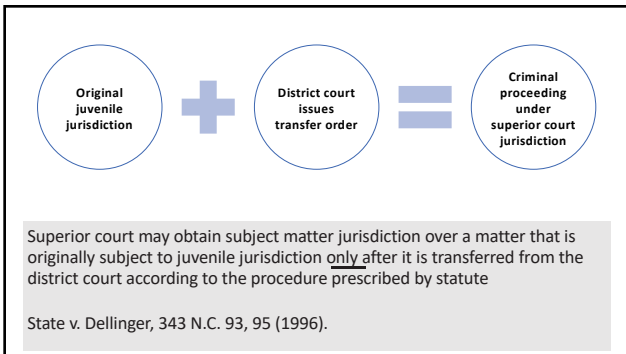 Original
juvenile
jurisdiction
District court
issues
transfer order
Criminal
proceeding
under
superior court
jurisdiction
Superior court may obtain subject matter jurisdiction over a matter that is
originally subject to juvenile jurisdiction only after it is transferred from the
district court according to the procedure prescribed by statute
State v. Dellinger, 343 N.C. 93, 95 (1996).